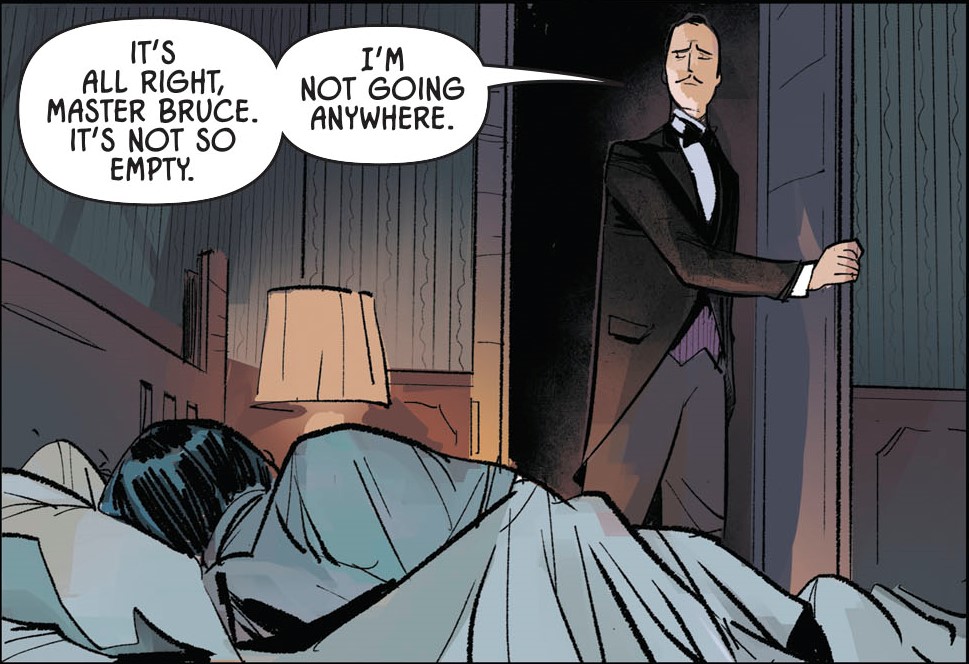 IT'S
ALL RIGHT,
MASTER BRUCE.
IT'S NOT SO
EMPTY.
I'M
NOT GOING
ANYWHERE.